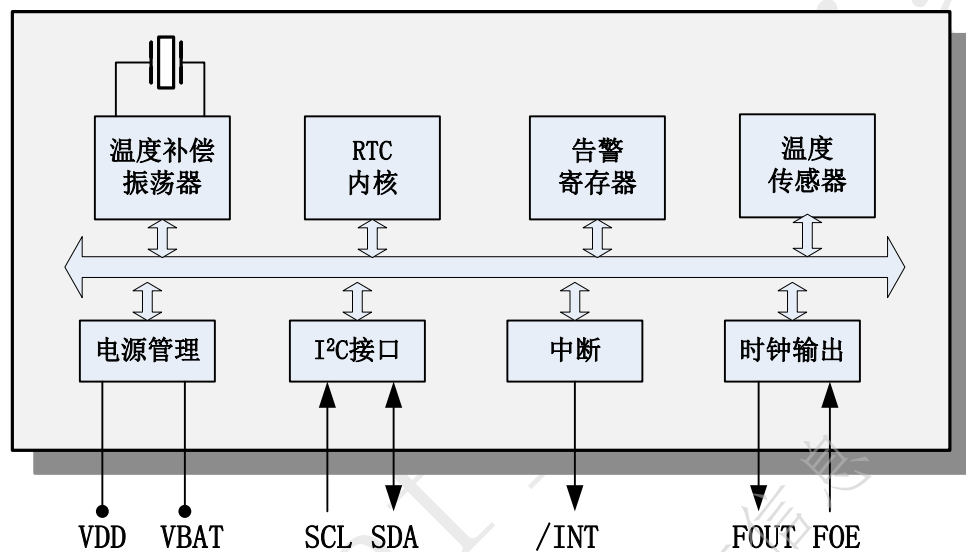 温度补偿
振荡器
RTC
内核
告警
寄存器
温度
传感器
电源管理
I²C接口
中断
时钟输出
VDD VBAT SCL SDA /INT FOUT FOE
信息